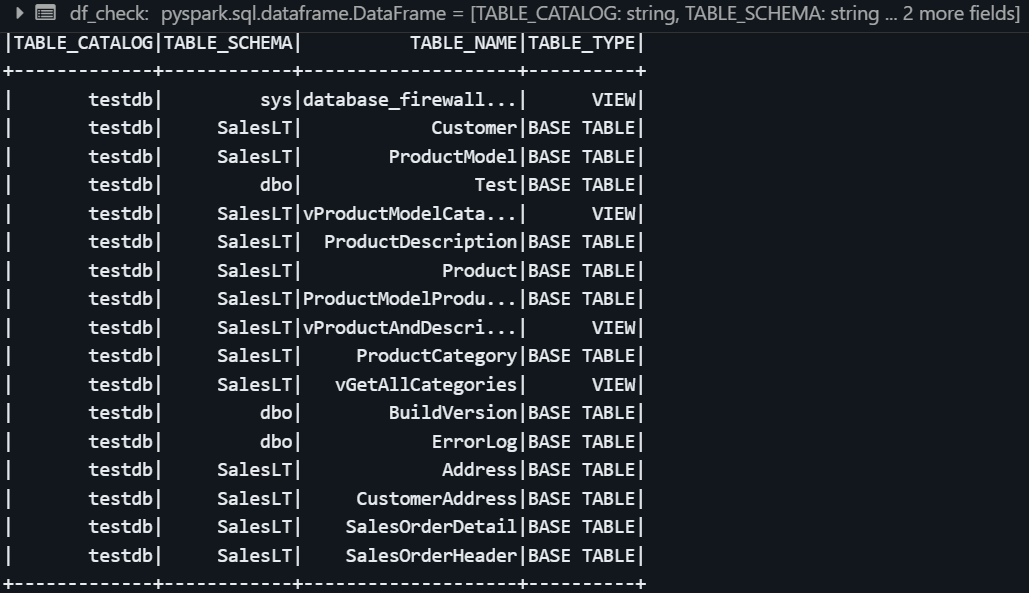 df_check: pyspark.sql.dataframe.DataFrame = [TABLE_CATALOG: string, TABLE_SCHEMA: string ... 2 more fields]
|TABLE_CATALOG|TABLE_SCHEMA|          TABLE_NAME|TABLE_TYPE|
+-------------+------------+--------------------+----------+
|       testdb|         sys|database_firewall...|      VIEW|
|       testdb|     SalesLT|            Customer|BASE TABLE|
|       testdb|     SalesLT|        ProductModel|BASE TABLE|
|       testdb|         dbo|                Test|BASE TABLE|
|       testdb|     SalesLT|vProductModelCata...|      VIEW|
|       testdb|     SalesLT|  ProductDescription|BASE TABLE|
|       testdb|     SalesLT|             Product|BASE TABLE|
|       testdb|     SalesLT|ProductModelProdu...|BASE TABLE|
|       testdb|     SalesLT|vProductAndDescri...|      VIEW|
|       testdb|     SalesLT|     ProductCategory|BASE TABLE|
|       testdb|     SalesLT|   vGetAllCategories|      VIEW|
|       testdb|         dbo|        BuildVersion|BASE TABLE|
|       testdb|         dbo|            ErrorLog|BASE TABLE|
|       testdb|     SalesLT|             Address|BASE TABLE|
|       testdb|     SalesLT|     CustomerAddress|BASE TABLE|
|       testdb|     SalesLT|    SalesOrderDetail|BASE TABLE|
|       testdb|     SalesLT|    SalesOrderHeader|BASE TABLE|
+-------------+------------+--------------------+----------+